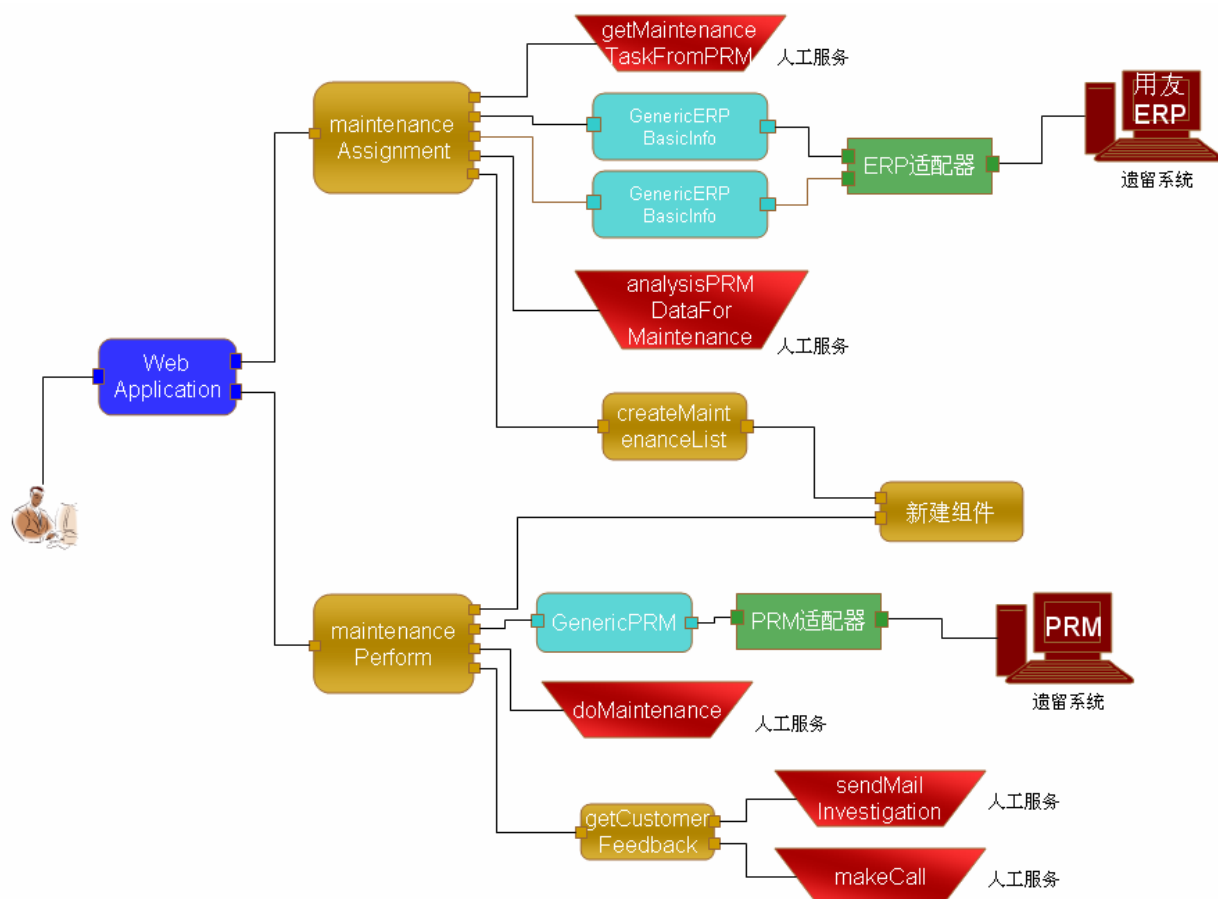 getMaintenance
TaskFromPRM
人工服务
maintenance
Assignment
GenericERP
BasicInfo
GenericERP
BasicInfo
ERP适配器
用友
ERP
遗留系统
analysisPRM
DataFor
Maintenance
人工服务
Web
Application
createMaint
enanceList
新建组件
maintenance
Perform
GenericPRM
PRM适配器
PRM
遗留系统
doMaintenance
人工服务
getCustomer
Feedback
sendMail
Investigation
人工服务
makeCall
人工服务